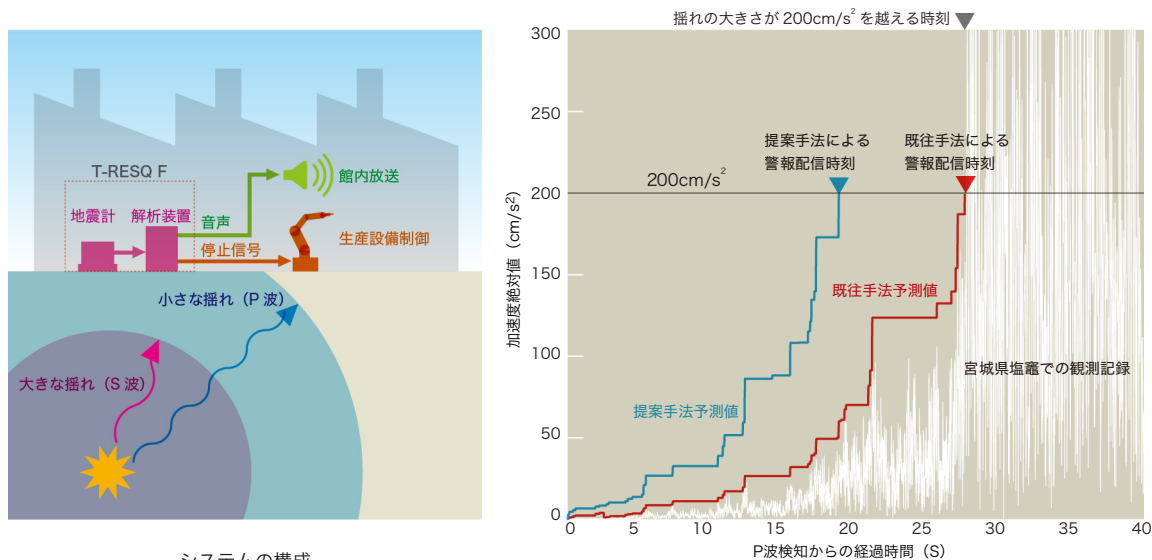 T-RESQ F
地震計
解析装置
音声
停止信号
館内放送
生産設備制御
小さな揺れ（P 波）
大きな揺れ（S 波）
揺れの大きさが 200cm/s² を越える時刻
提案手法による
警報配信時刻
既往手法による
警報配信時刻
200cm/s²
既往手法予測値
提案手法予測値
宮城県塩竈での観測記録
加速度絶対値（cm/s²）
300
250
200
150
100
50
0
0
5
10
15
20
25
30
35
40
P波検知からの経過時間（S）
システムの構成